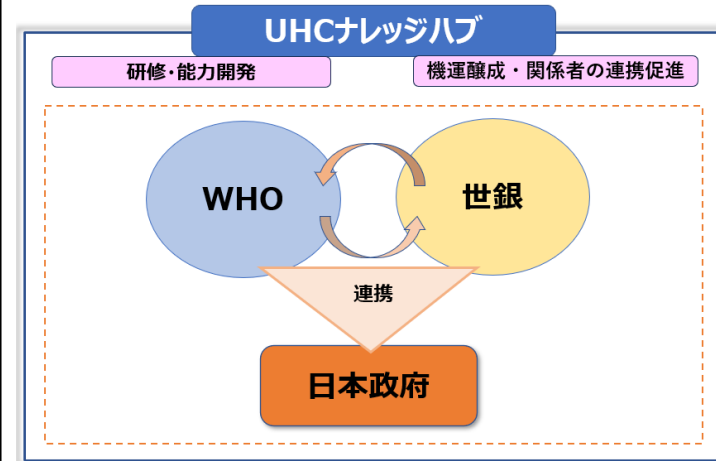 UHCナレッジハブ
研修・能力開発
機運醸成・関係者の連携促進
WHO
世銀
連携
日本政府